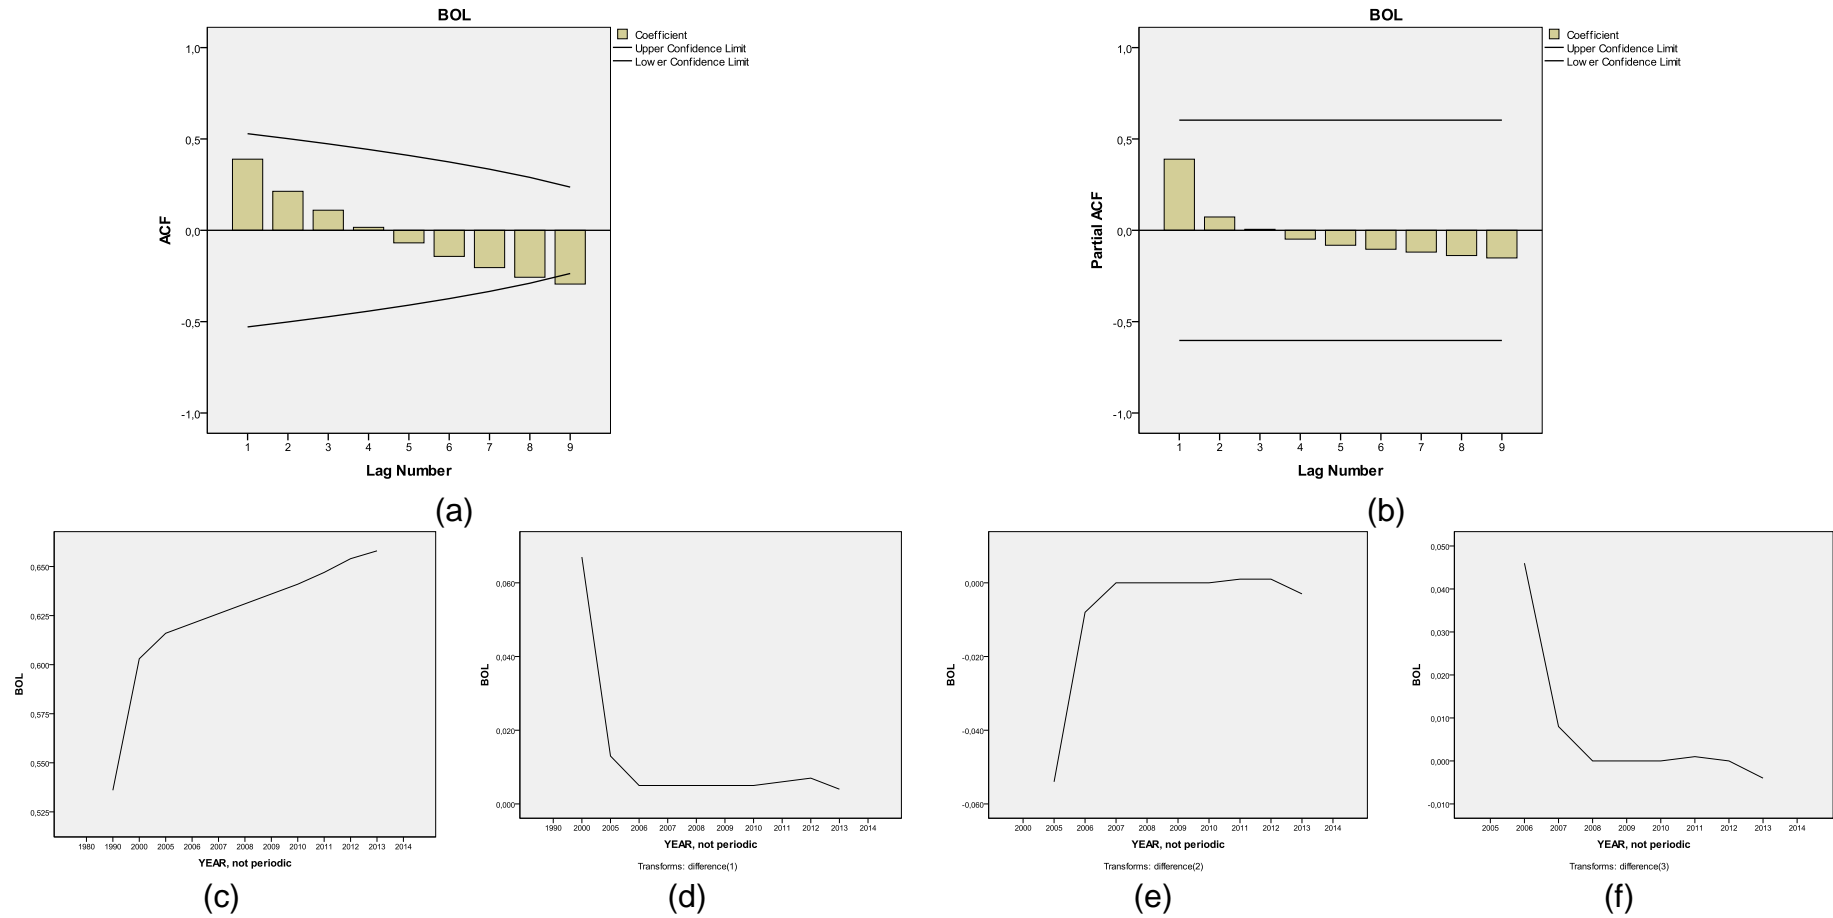 BOL
Coefficient
Upper Confidence Limit
Lower Confidence Limit
1,0
0,5
0,0
-0,5
-1,0
ACF
1 2 3 4 5 6 7 8 9
Lag Number
(a)
BOL
Coefficient
Upper Confidence Limit
Lower Confidence Limit
1,0
0,5
0,0
-0,5
-1,0
Partial ACF
1 2 3 4 5 6 7 8 9
Lag Number
(b)
0,650
0,625
0,600
0,575
0,550
0,525
BOL
1980 1990 2000 2005 2006 2007 2008 2009 2010 2011 2012 2013 2014
YEAR, not periodic
(c)
0,060
0,040
0,020
0,000
BOL
1990 2000 2005 2006 2007 2008 2009 2010 2011 2012 2013 2014
YEAR, not periodic
Transforms: difference(1)
(d)
0,000
-0,020
-0,040
-0,060
BOL
2000 2005 2006 2007 2008 2009 2010 2011 2012 2013 2014
YEAR, not periodic
Transforms: difference(2)
(e)
0,050
0,040
0,030
0,020
0,010
0,000
-0,010
BOL
2005 2006 2007 2008 2009 2010 2011 2012 2013 2014
YEAR, not periodic
Transforms: difference(3)
(f)